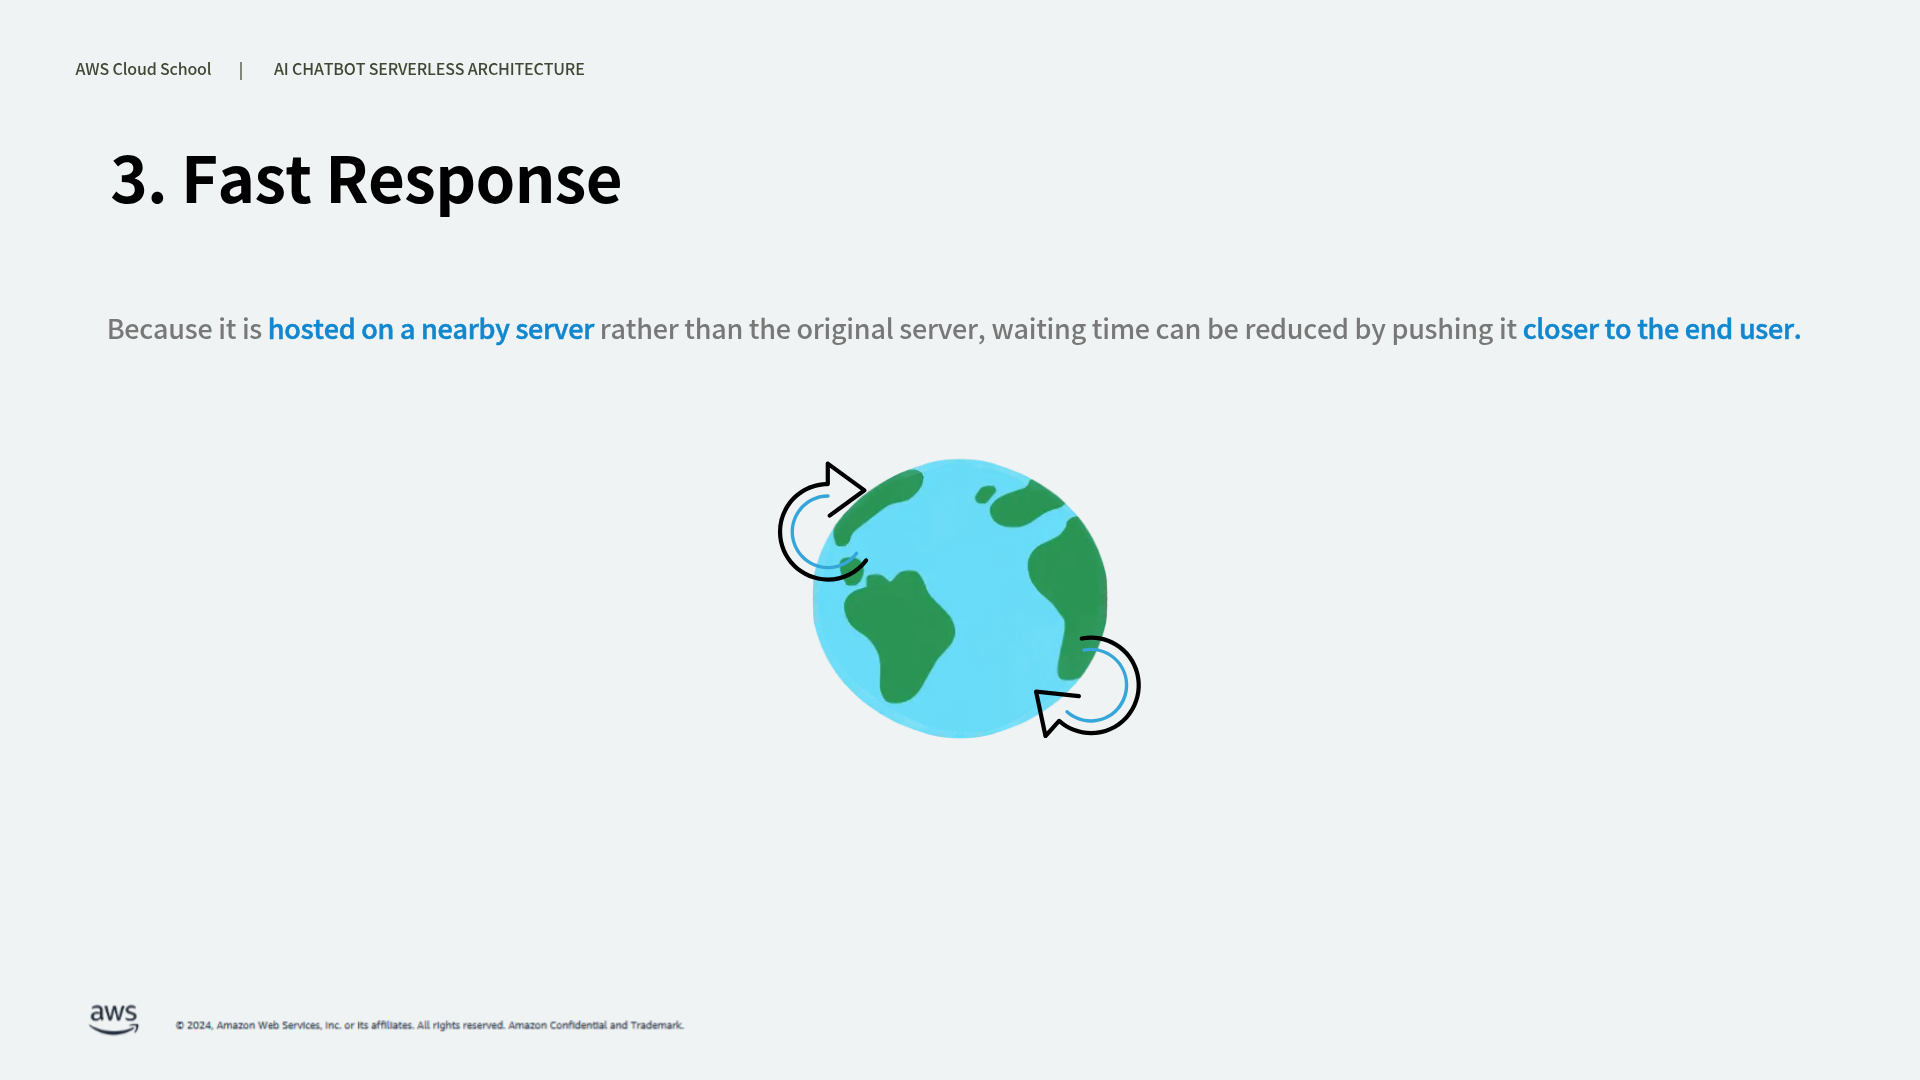 AWS Cloud School | AI CHATBOT SERVERLESS ARCHITECTURE
3. Fast Response
Because it is hosted on a nearby server rather than the original server, waiting time can be reduced by pushing it closer to the end user.
aws
© 2024, Amazon Web Services, Inc. or its affiliates. All rights reserved. Amazon Confidential and Trademark.